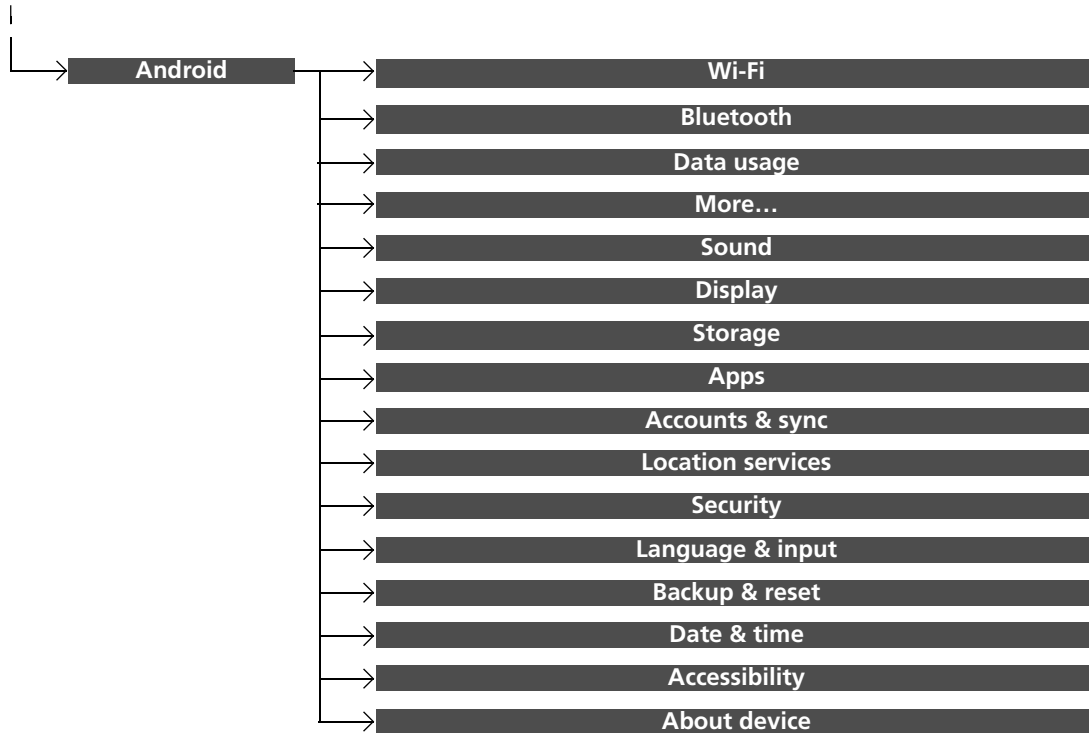 Android
Wi-Fi
Bluetooth
Data usage
More…
Sound
Display
Storage
Apps
Accounts & sync
Location services
Security
Language & input
Backup & reset
Date & time
Accessibility
About device